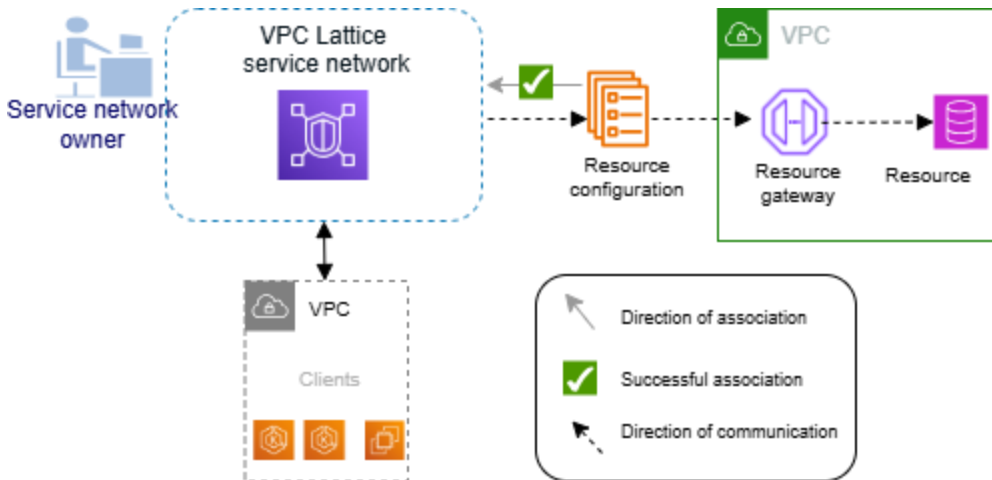 VPC Lattice
service network
Service network
owner
Resource
configuration
VPC
Resource
gateway
Resource
VPC
Clients
Direction of association
Successful association
Direction of communication